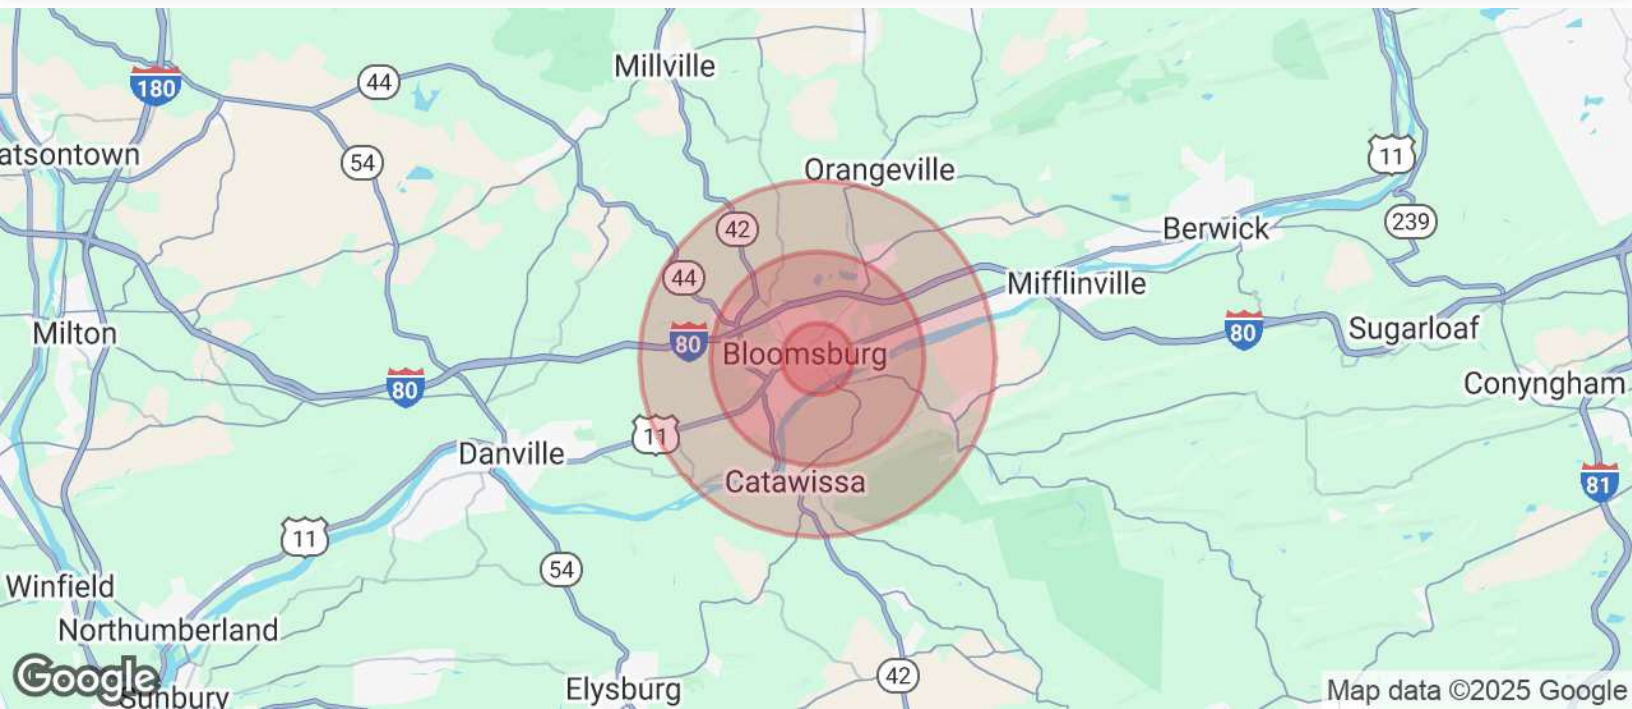 Millville
180
44
11
atsontown
54
Orangeville
42
239
Berwick
44
Mifflinville
Milton
80
80
Sugarloaf
Bloomsburg
80
Conyngham
11
Danville
Catawissa
81
11
54
Winfield
Northumberland
Google
Sunbury
Elysburg
42
Map data ©2025 Google